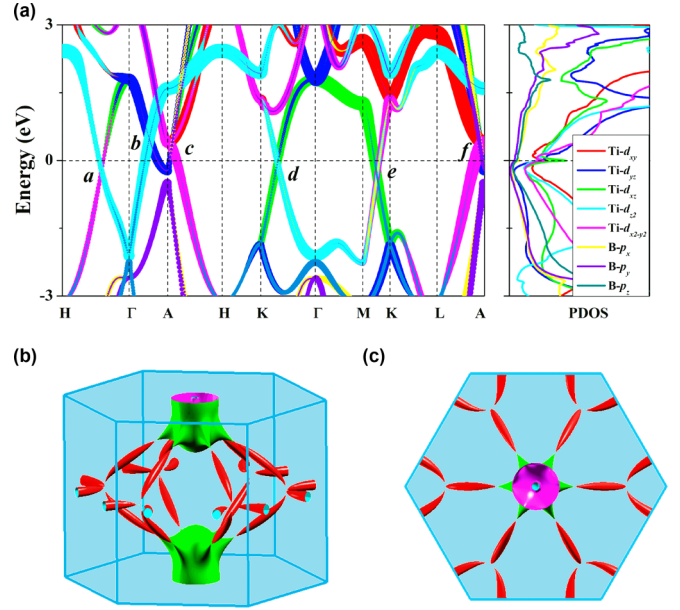 (a)
3
0
-3
Energy (eV)
a
b
c
d
e
f
H Γ A H K Γ M K L A
Ti-d_xy
Ti-d_yz
Ti-d_xz
Ti-d_z2
Ti-d_x2-y2
B-p_x
B-p_y
B-p_z
PDOS
(b)
(c)